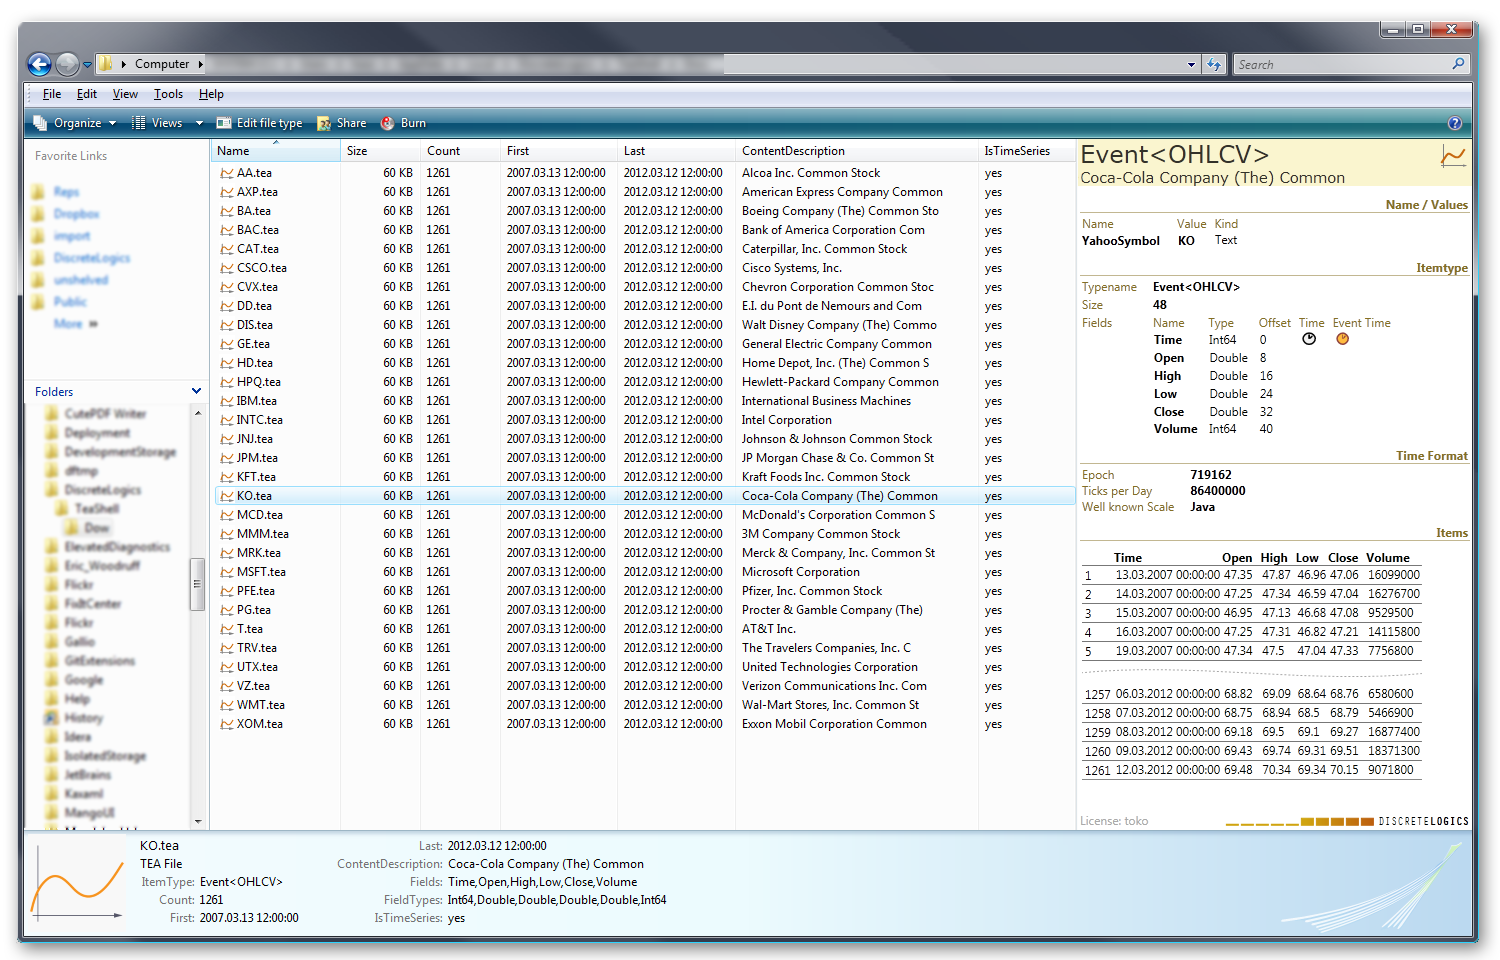 Computer
Search
File Edit View Tools Help
Organize Views Edit file type Share Burn
Favorite Links
Reps
Dropbox
import
DiscreteLogics
unshelved
Public
More »
Folders
CutePDF Writer
Deployment
DevelopmentStorage
dftmp
DiscreteLogics
TeaShell
Dow
ElevatedDiagnostics
Eric_Woodruff
Flickr
FixItCenter
Flickr
Gallio
GitExtensions
Google
Help
History
Idera
IsolatedStorage
JetBrains
Kaxaml
MangoUI
Name Size Count First Last ContentDescription IsTimeSeries
AA.tea 60 KB 1261 2007.03.13 12:00:00 2012.03.12 12:00:00 Alcoa Inc. Common Stock yes
AXP.tea 60 KB 1261 2007.03.13 12:00:00 2012.03.12 12:00:00 American Express Company Common yes
BA.tea 60 KB 1261 2007.03.13 12:00:00 2012.03.12 12:00:00 Boeing Company (The) Common Sto yes
BAC.tea 60 KB 1261 2007.03.13 12:00:00 2012.03.12 12:00:00 Bank of America Corporation Com yes
CAT.tea 60 KB 1261 2007.03.13 12:00:00 2012.03.12 12:00:00 Caterpillar, Inc. Common Stock yes
CSCO.tea 60 KB 1261 2007.03.13 12:00:00 2012.03.12 12:00:00 Cisco Systems, Inc. yes
CVX.tea 60 KB 1261 2007.03.13 12:00:00 2012.03.12 12:00:00 Chevron Corporation Common Stoc yes
DD.tea 60 KB 1261 2007.03.13 12:00:00 2012.03.12 12:00:00 E.I. du Pont de Nemours and Com yes
DIS.tea 60 KB 1261 2007.03.13 12:00:00 2012.03.12 12:00:00 Walt Disney Company (The) Commo yes
GE.tea 60 KB 1261 2007.03.13 12:00:00 2012.03.12 12:00:00 General Electric Company Common yes
HD.tea 60 KB 1261 2007.03.13 12:00:00 2012.03.12 12:00:00 Home Depot, Inc. (The) Common S yes
HPQ.tea 60 KB 1261 2007.03.13 12:00:00 2012.03.12 12:00:00 Hewlett-Packard Company Common yes
IBM.tea 60 KB 1261 2007.03.13 12:00:00 2012.03.12 12:00:00 International Business Machines yes
INTC.tea 60 KB 1261 2007.03.13 12:00:00 2012.03.12 12:00:00 Intel Corporation yes
JNJ.tea 60 KB 1261 2007.03.13 12:00:00 2012.03.12 12:00:00 Johnson & Johnson Common Stock yes
JPM.tea 60 KB 1261 2007.03.13 12:00:00 2012.03.12 12:00:00 JP Morgan Chase & Co. Common St yes
KFT.tea 60 KB 1261 2007.03.13 12:00:00 2012.03.12 12:00:00 Kraft Foods Inc. Common Stock yes
KO.tea 60 KB 1261 2007.03.13 12:00:00 2012.03.12 12:00:00 Coca-Cola Company (The) Common yes
MCD.tea 60 KB 1261 2007.03.13 12:00:00 2012.03.12 12:00:00 McDonald's Corporation Common S yes
MMM.tea 60 KB 1261 2007.03.13 12:00:00 2012.03.12 12:00:00 3M Company Common Stock yes
MRK.tea 60 KB 1261 2007.03.13 12:00:00 2012.03.12 12:00:00 Merck & Company, Inc. Common St yes
MSFT.tea 60 KB 1261 2007.03.13 12:00:00 2012.03.12 12:00:00 Microsoft Corporation yes
PFE.tea 60 KB 1261 2007.03.13 12:00:00 2012.03.12 12:00:00 Pfizer, Inc. Common Stock yes
PG.tea 60 KB 1261 2007.03.13 12:00:00 2012.03.12 12:00:00 Procter & Gamble Company (The) yes
T.tea 60 KB 1261 2007.03.13 12:00:00 2012.03.12 12:00:00 AT&T Inc. yes
TRV.tea 60 KB 1261 2007.03.13 12:00:00 2012.03.12 12:00:00 The Travelers Companies, Inc. C yes
UTX.tea 60 KB 1261 2007.03.13 12:00:00 2012.03.12 12:00:00 United Technologies Corporation yes
VZ.tea 60 KB 1261 2007.03.13 12:00:00 2012.03.12 12:00:00 Verizon Communications Inc. Com yes
WMT.tea 60 KB 1261 2007.03.13 12:00:00 2012.03.12 12:00:00 Wal-Mart Stores, Inc. Common St yes
XOM.tea 60 KB 1261 2007.03.13 12:00:00 2012.03.12 12:00:00 Exxon Mobil Corporation Common yes
Event<OHLCV>
Coca-Cola Company (The) Common
Name / Values
Name Value Kind
YahooSymbol KO Text
Itemtype
Typename Event<OHLCV>
Size 48
Fields Name Type Offset Time Event Time
Time Int64 0
Open Double 8
High Double 16
Low Double 24
Close Double 32
Volume Int64 40
Time Format
Epoch 719162
Ticks per Day 86400000
Well known Scale Java
Items
Time Open High Low Close Volume
1 13.03.2007 00:00:00 47.35 47.87 46.96 47.06 16099000
2 14.03.2007 00:00:00 47.25 47.34 46.59 47.04 16276700
3 15.03.2007 00:00:00 46.95 47.13 46.68 47.08 9529500
4 16.03.2007 00:00:00 47.25 47.31 46.82 47.21 14115800
5 19.03.2007 00:00:00 47.34 47.5 47.04 47.33 7756800
1257 06.03.2012 00:00:00 68.82 69.09 68.64 68.76 6580600
1258 07.03.2012 00:00:00 68.75 68.94 68.5 68.79 5466900
1259 08.03.2012 00:00:00 69.18 69.5 69.1 69.27 16877400
1260 09.03.2012 00:00:00 69.43 69.74 69.31 69.51 18371300
1261 12.03.2012 00:00:00 69.48 70.34 69.34 70.15 9071800
License: toko
DISCRETELOGICS
KO.tea
TEA File
ItemType: Event<OHLCV>
Count: 1261
First: 2007.03.13 12:00:00
Last: 2012.03.12 12:00:00
ContentDescription: Coca-Cola Company (The) Common
Fields: Time,Open,High,Low,Close,Volume
FieldTypes: Int64,Double,Double,Double,Double,Int64
IsTimeSeries: yes